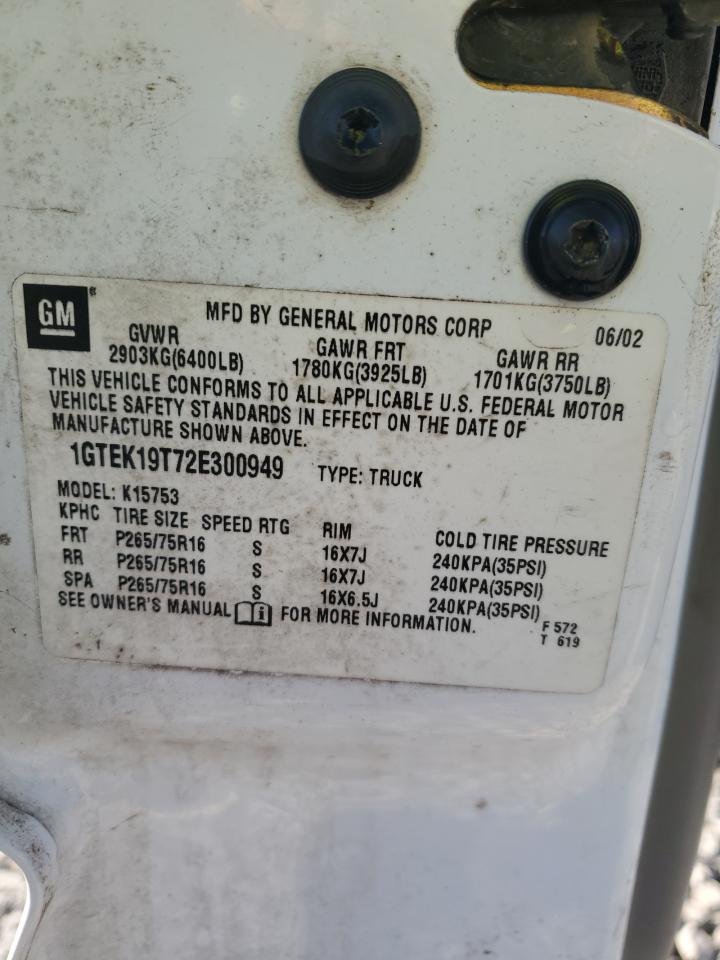 GM
MFD BY GENERAL MOTORS CORP 06/02
GVWR GAWR FRT GAWR RR
2903KG(6400LB) 1780KG(3925LB) 1701KG(3750LB)
THIS VEHICLE CONFORMS TO ALL APPLICABLE U.S. FEDERAL MOTOR
VEHICLE SAFETY STANDARDS IN EFFECT ON THE DATE OF
MANUFACTURE SHOWN ABOVE.
1GTEK19T72E300949 TYPE: TRUCK
MODEL: K15753
KPHC TIRE SIZE SPEED RTG RIM COLD TIRE PRESSURE
FRT P265/75R16 S 16X7J 240KPA(35PSI)
RR P265/75R16 S 16X7J 240KPA(35PSI)
SPA P265/75R16 S 16X6.5J 240KPA(35PSI)
SEE OWNER'S MANUAL FOR MORE INFORMATION.
F 572
T 619